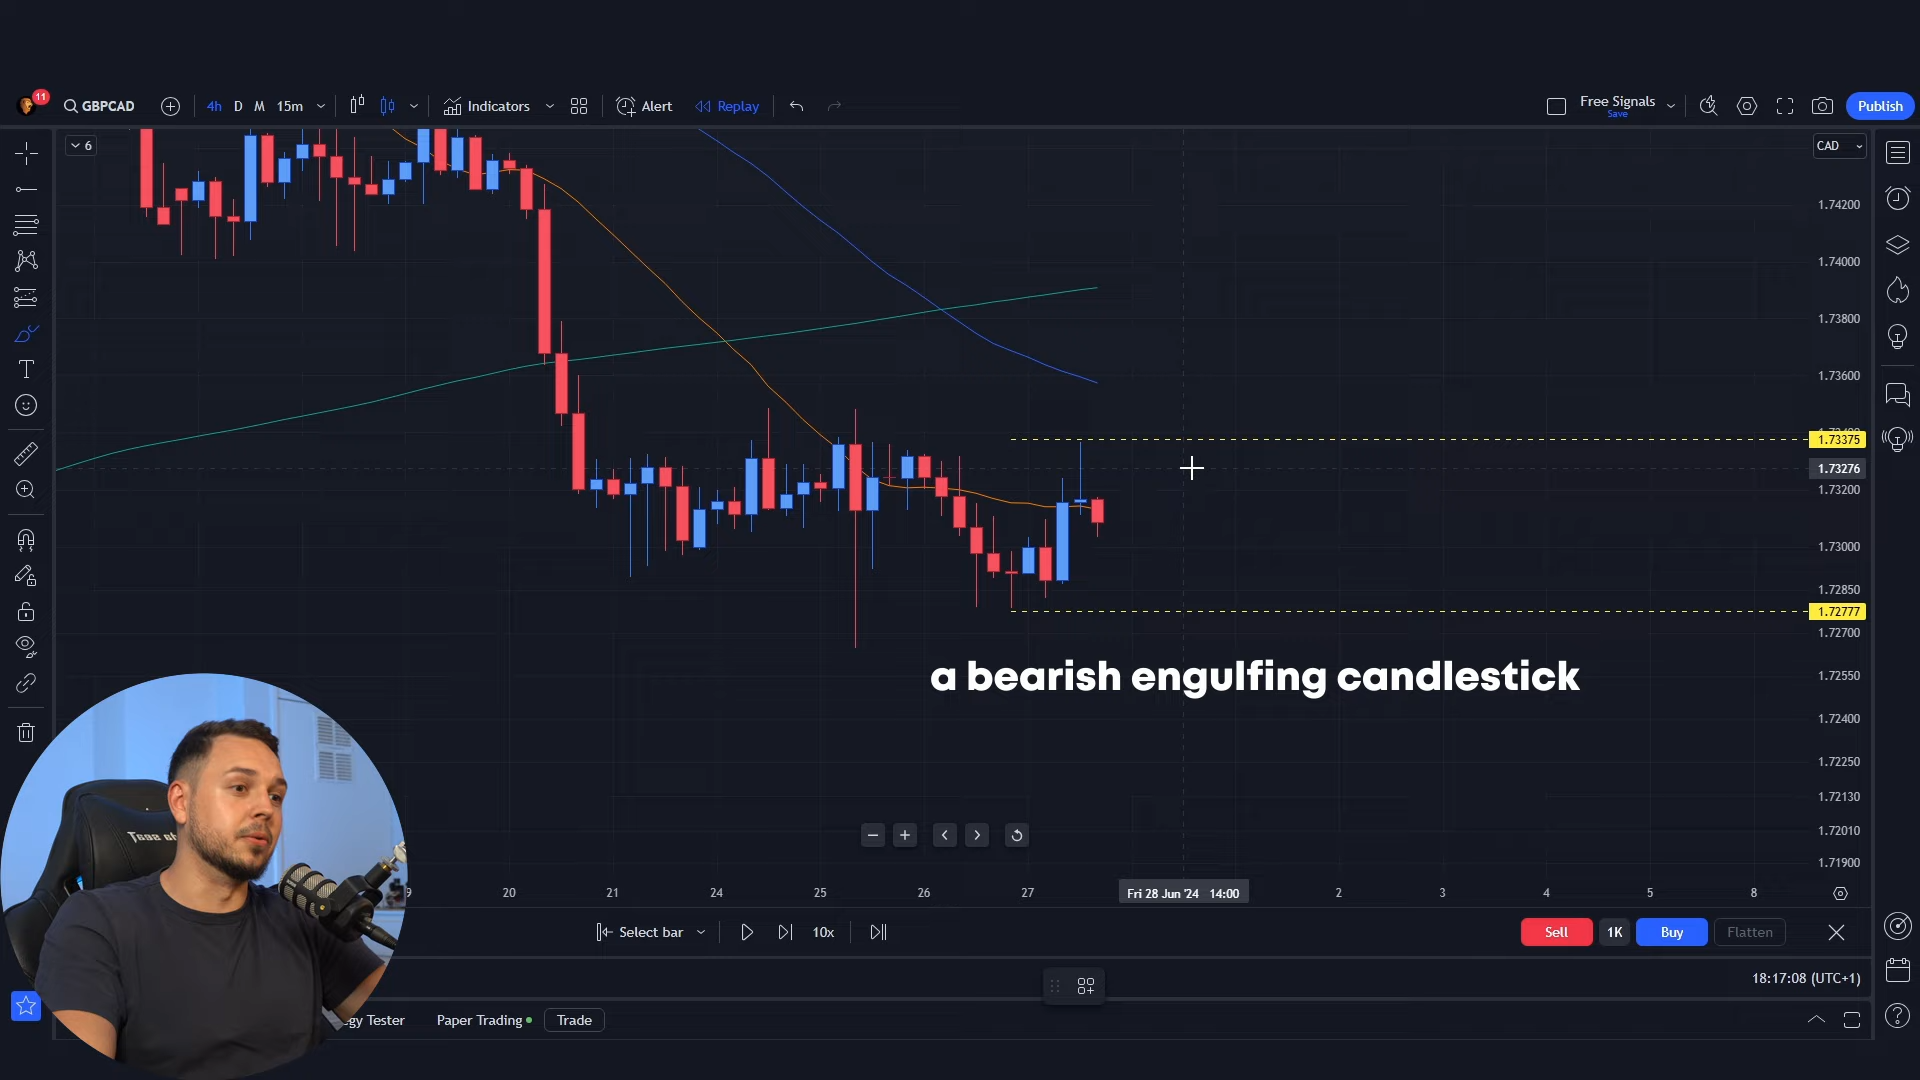 11
GBPCAD
4h D M 15m
Indicators
Alert
Replay
Free Signals
Save
Publish
6
CAD
1.74200
1.74000
1.73800
1.73600
1.73375
1.73276
1.73200
1.73000
1.72850
1.72777
1.72700
1.72550
1.72400
1.72250
1.72130
1.72010
1.71900
a bearish engulfing candlestick
20 21 24 25 26 27 Fri 28 Jun '24 14:00 2 3 4 5 8
Select bar
10x
Sell
1K
Buy
Flatten
18:17:08 (UTC+1)
Tester
Paper Trading
Trade